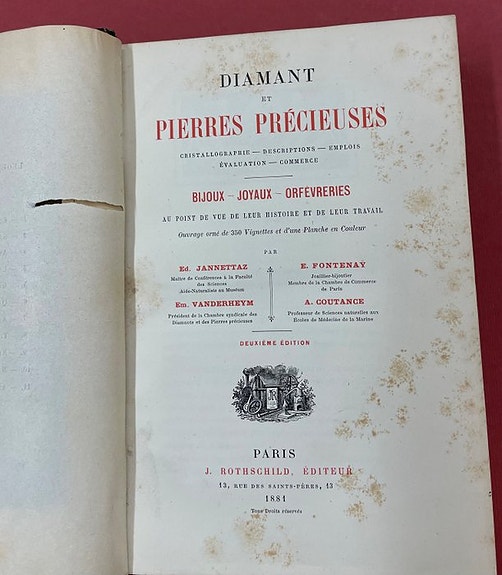 DIAMANT
ET
PIERRES PRÉCIEUSES
CRISTALLOGRAPHIE — DESCRIPTIONS — EMPLOIS
ÉVALUATION — COMMERCE
BIJOUX – JOYAUX – ORFÈVRERIES
AU POINT DE VUE DE LEUR HISTOIRE ET DE LEUR TRAVAIL
Ouvrage orné de 350 Vignettes et d'une Planche en Couleur
PAR
Ed. JANNETTAZ
Maître de Conférences à la Faculté
des Sciences
Aide-Naturaliste au Muséum
Em. VANDERHEYM
Président de la Chambre syndicale des
Diamants et des Pierres précieuses
E. FONTENAY
Joaillier-bijoutier
Membre de la Chambre de Commerce
de Paris
A. COUTANCE
Professeur de Sciences naturelles aux
Écoles de Médecine de la Marine
DEUXIÈME ÉDITION
PARIS
J. ROTHSCHILD, ÉDITEUR
13, RUE DES SAINTS-PÈRES, 13
1881
Tous Droits réservés